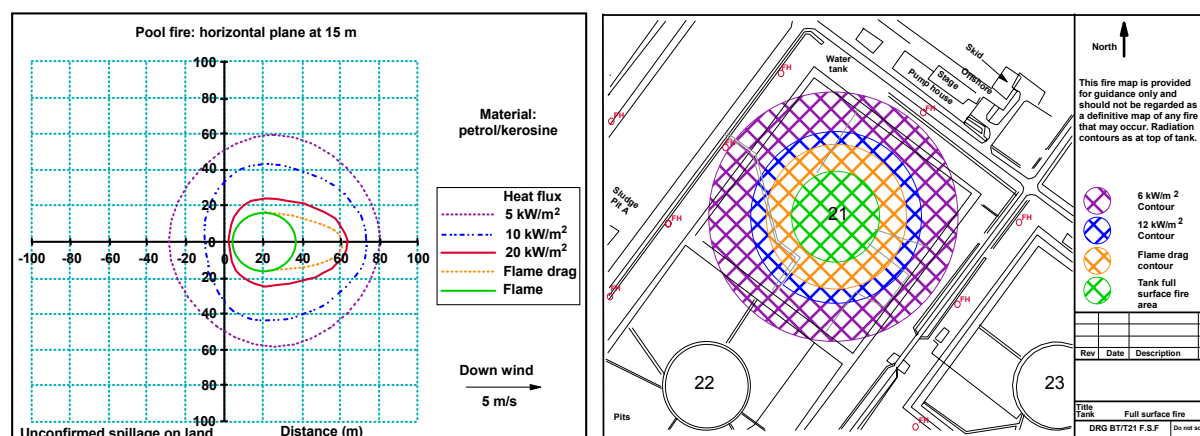 Pool fire: horizontal plane at 15 m
100
80
60
40
20
0
20
40
60
80
100
-100
-80
-60
-40
-20
0
20
40
60
80
100
Material:
petrol/kerosine
Heat flux
5 kW/m²
10 kW/m²
20 kW/m²
Flame drag
Flame
Down wind
5 m/s
Unconfirmed spillage on land
Distance (m)
Water
tank
Skid
Offshore
Stage
Pump house
FH
FH
FH
FH
FH
FH
FH
FH
FH
Sludge
Pit A
21
22
23
Pits
North
This fire map is provided
for guidance only and
should not be regarded as
a definitive map of any fire
that may occur. Radiation
contours as at top of tank.
6 kW/m²
Contour
12 kW/m²
Contour
Flame drag
contour
Tank full
surface fire
area
Rev Date Description
Title
Tank Full surface fire
DRG BT/T21 F.S.F